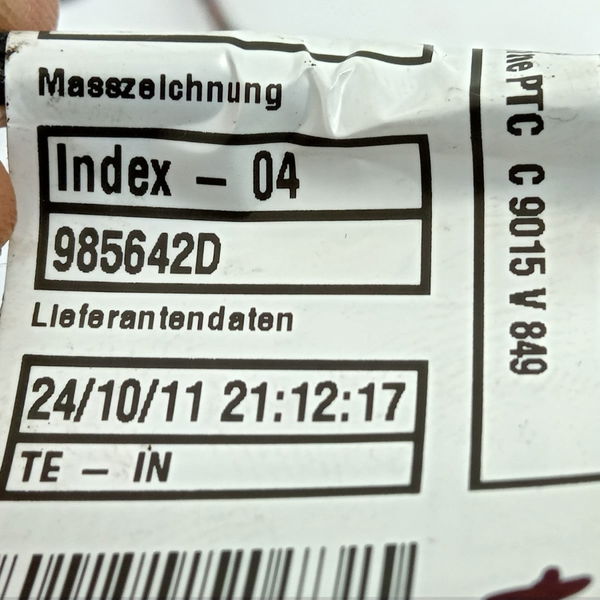 Masszeichnung
Index - 04
985642D
Lieferantendaten
24/10/11 21:12:17
TE - IN
PTC C 9015 V 849